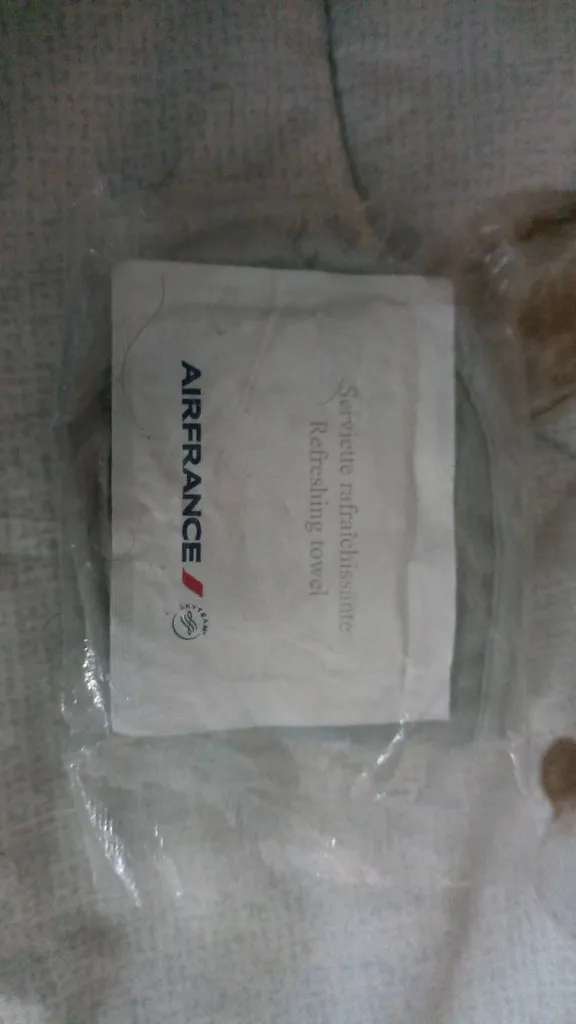 Serviette rafraîchissante
Refreshing towel
AIRFRANCE
SKYTEAM